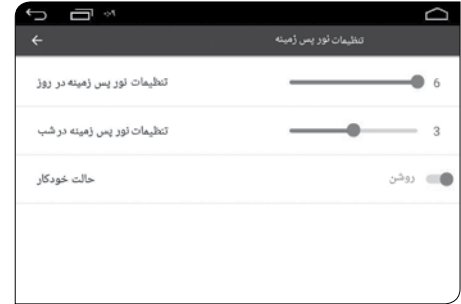 تنظیمات نور پس زمینه
تنظیمات نور پس زمینه در روز 6
تنظیمات نور پس زمینه در شب 3
حالت خودکار روشن